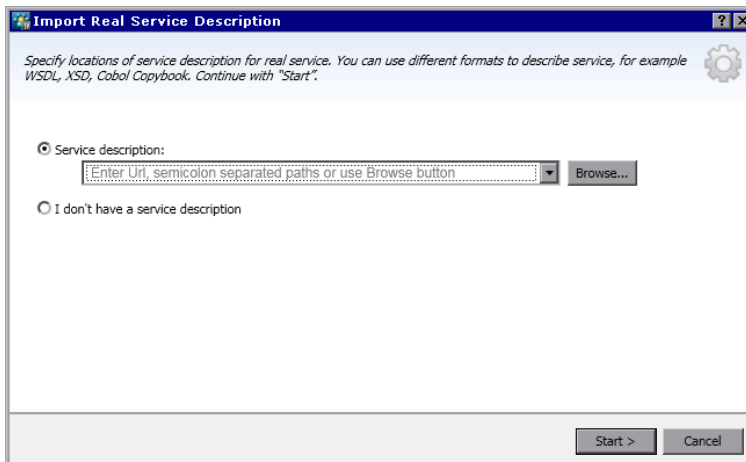 Import Real Service Description
Specify locations of service description for real service. You can use different formats to describe service, for example
WSDL, XSD, Cobol Copybook. Continue with "Start".
Service description:
Enter Url, semicolon separated paths or use Browse button
Browse...
I don't have a service description
Start >
Cancel